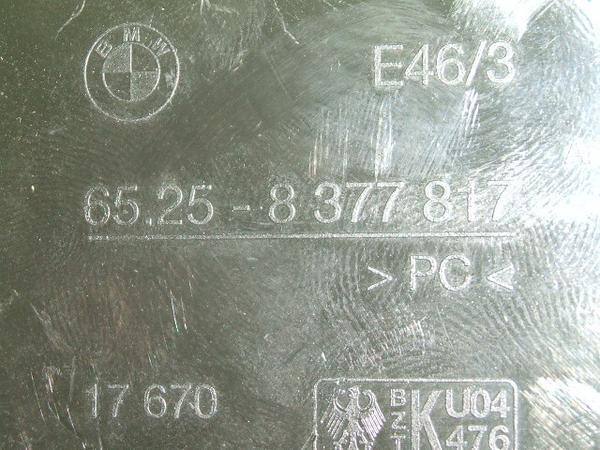 BMW
E46/3
65.25 - 8 377 817
> PC <
17 670
BZT K U04 476